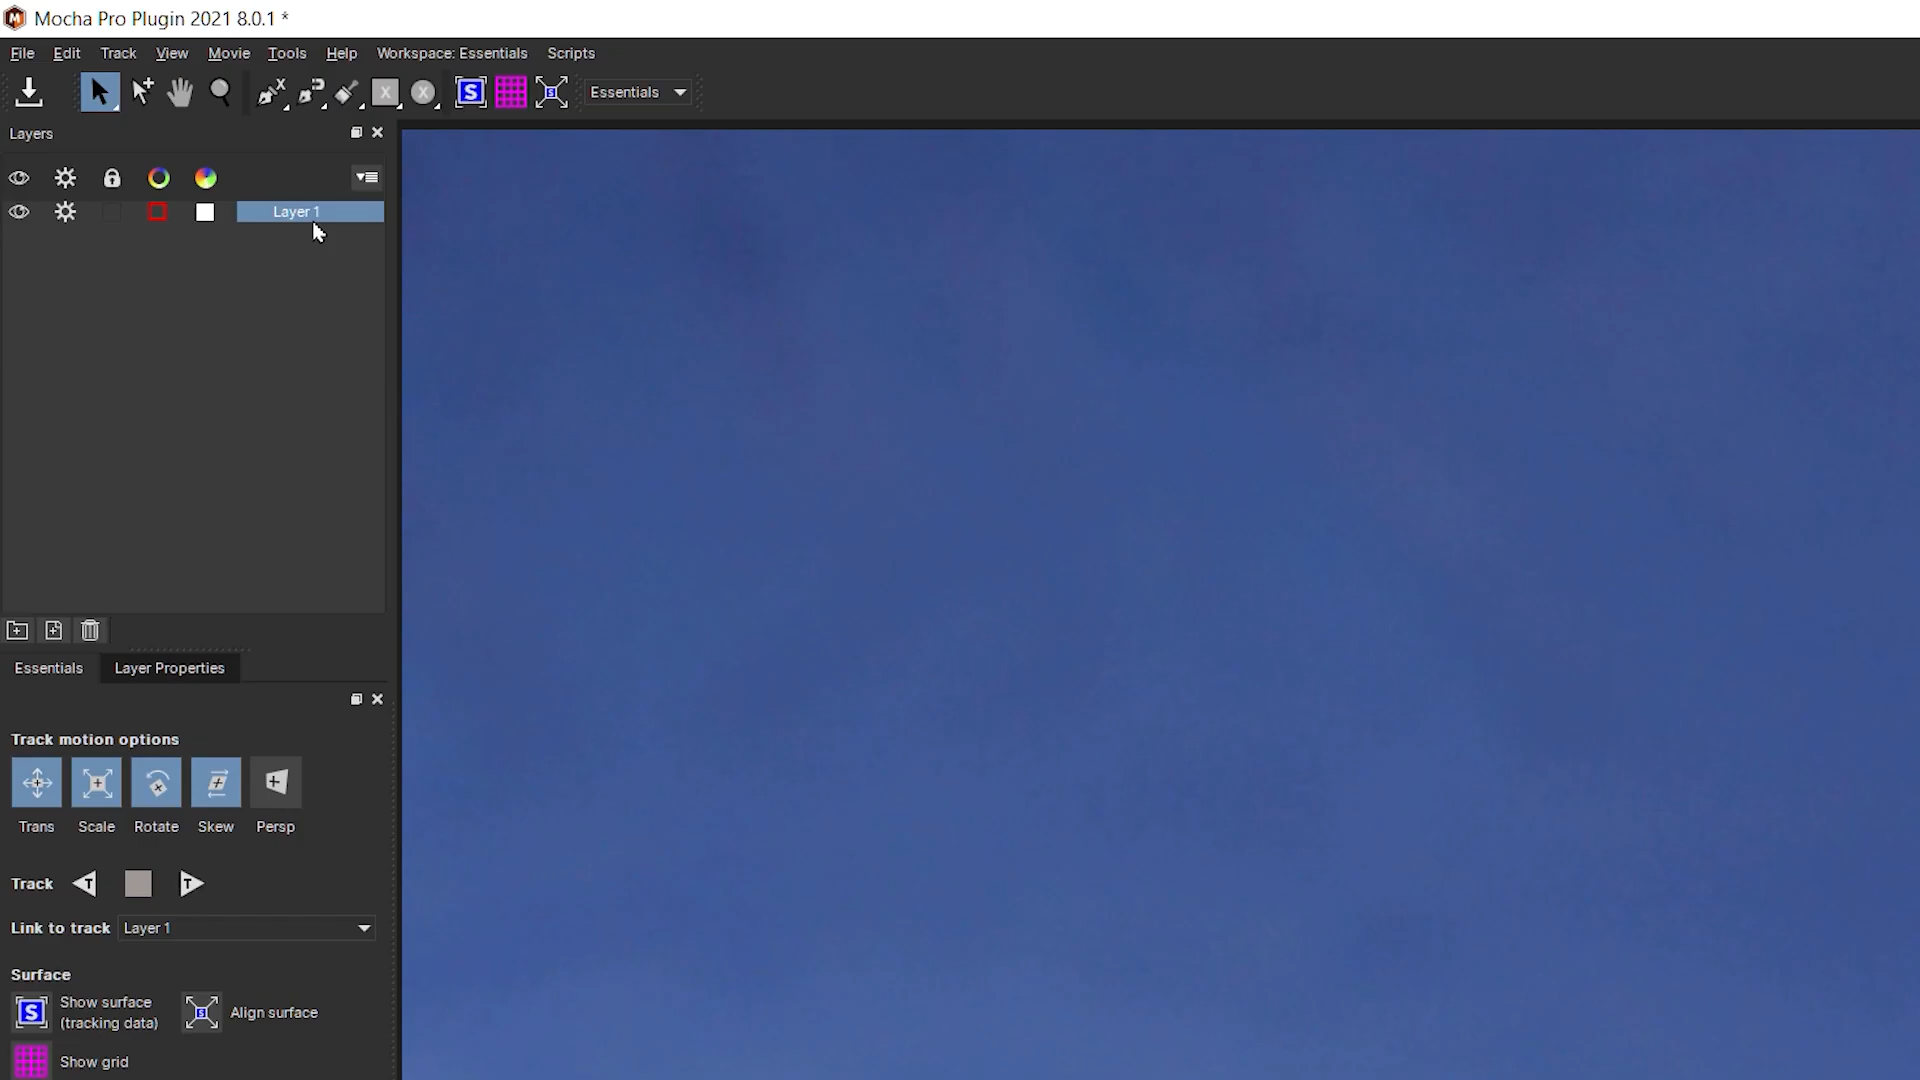 Mocha Pro Plugin 2021 8.0.1 *
File Edit Track View Movie Tools Help Workspace: Essentials Scripts
Essentials
Layers
Layer 1
Essentials Layer Properties
Track motion options
Trans Scale Rotate Skew Persp
Track
Link to track Layer 1
Surface
Show surface
(tracking data)
Align surface
Show grid